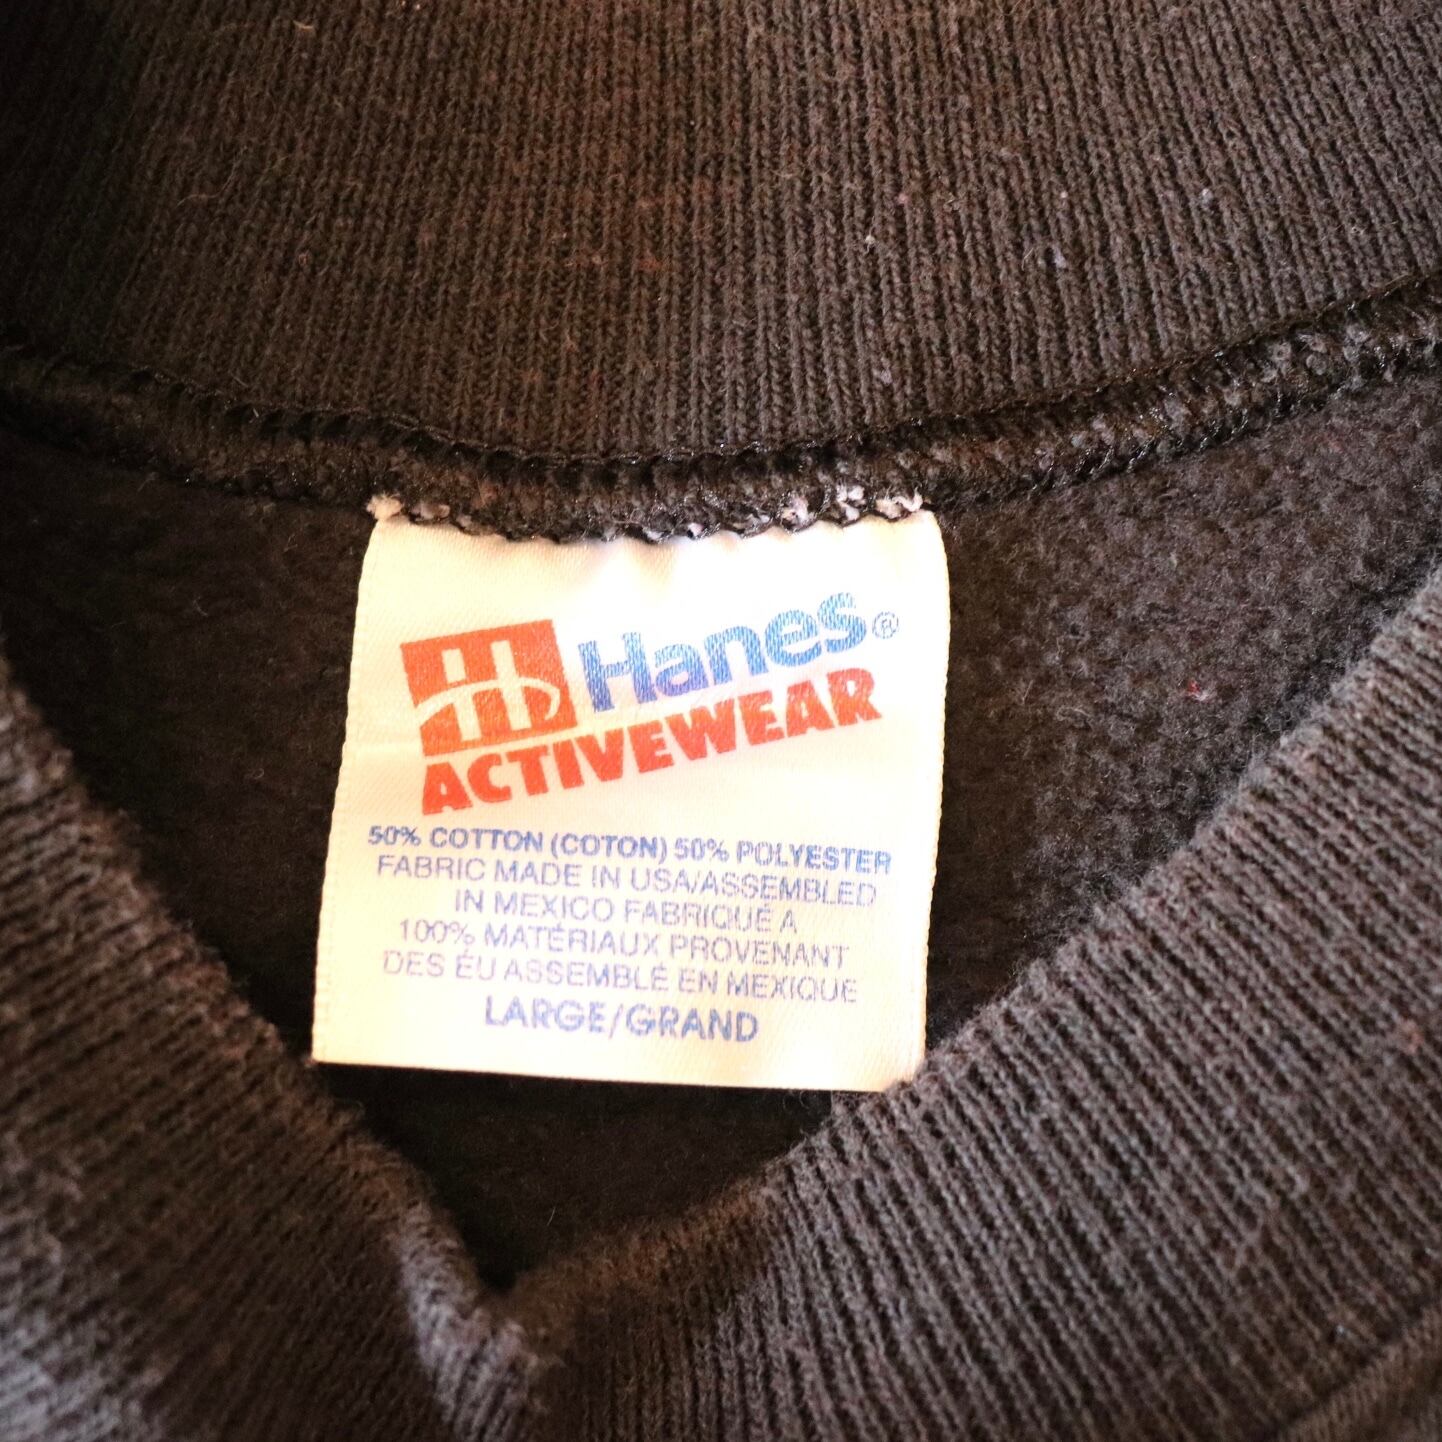 H Hanes®
ACTIVEWEAR
50% COTTON (COTON) 50% POLYESTER
FABRIC MADE IN USA/ASSEMBLED
IN MEXICO FABRIQUÉ A
100% MATÉRIAUX PROVENANT
DES ÉU ASSEMBLÉ EN MEXIQUE
LARGE/GRAND